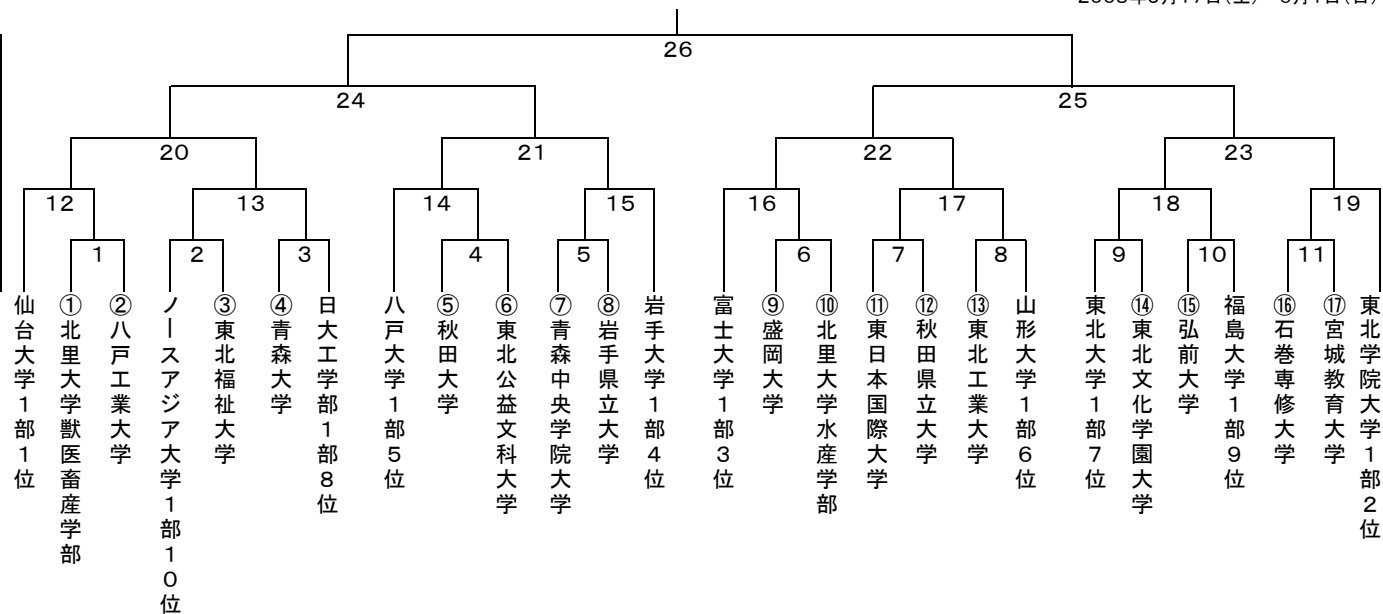 26
24
25
20
21
22
23
12
13
14
15
16
17
18
19
1
2
3
4
5
6
7
8
9
10
11
仙台大学1部1位
①北里大学獣医畜産学部
②八戸工業大学
ノースアジア大学1部10位
③東北福祉大学
④青森大学
日大工学部1部8位
八戸大学1部5位
⑤秋田大学
⑥東北公益文科大学
⑦青森中央学院大学
⑧岩手県立大学
岩手大学1部4位
富士大学1部3位
⑨盛岡大学
⑩北里大学水産学部
⑪東日本国際大学
⑫秋田県立大学
⑬東北工業大学
山形大学1部6位
東北大学1部7位
⑭東北文化学園大学
⑮弘前大学
福島大学1部9位
⑯石巻専修大学
⑰宮城教育大学
東北学院大学1部2位